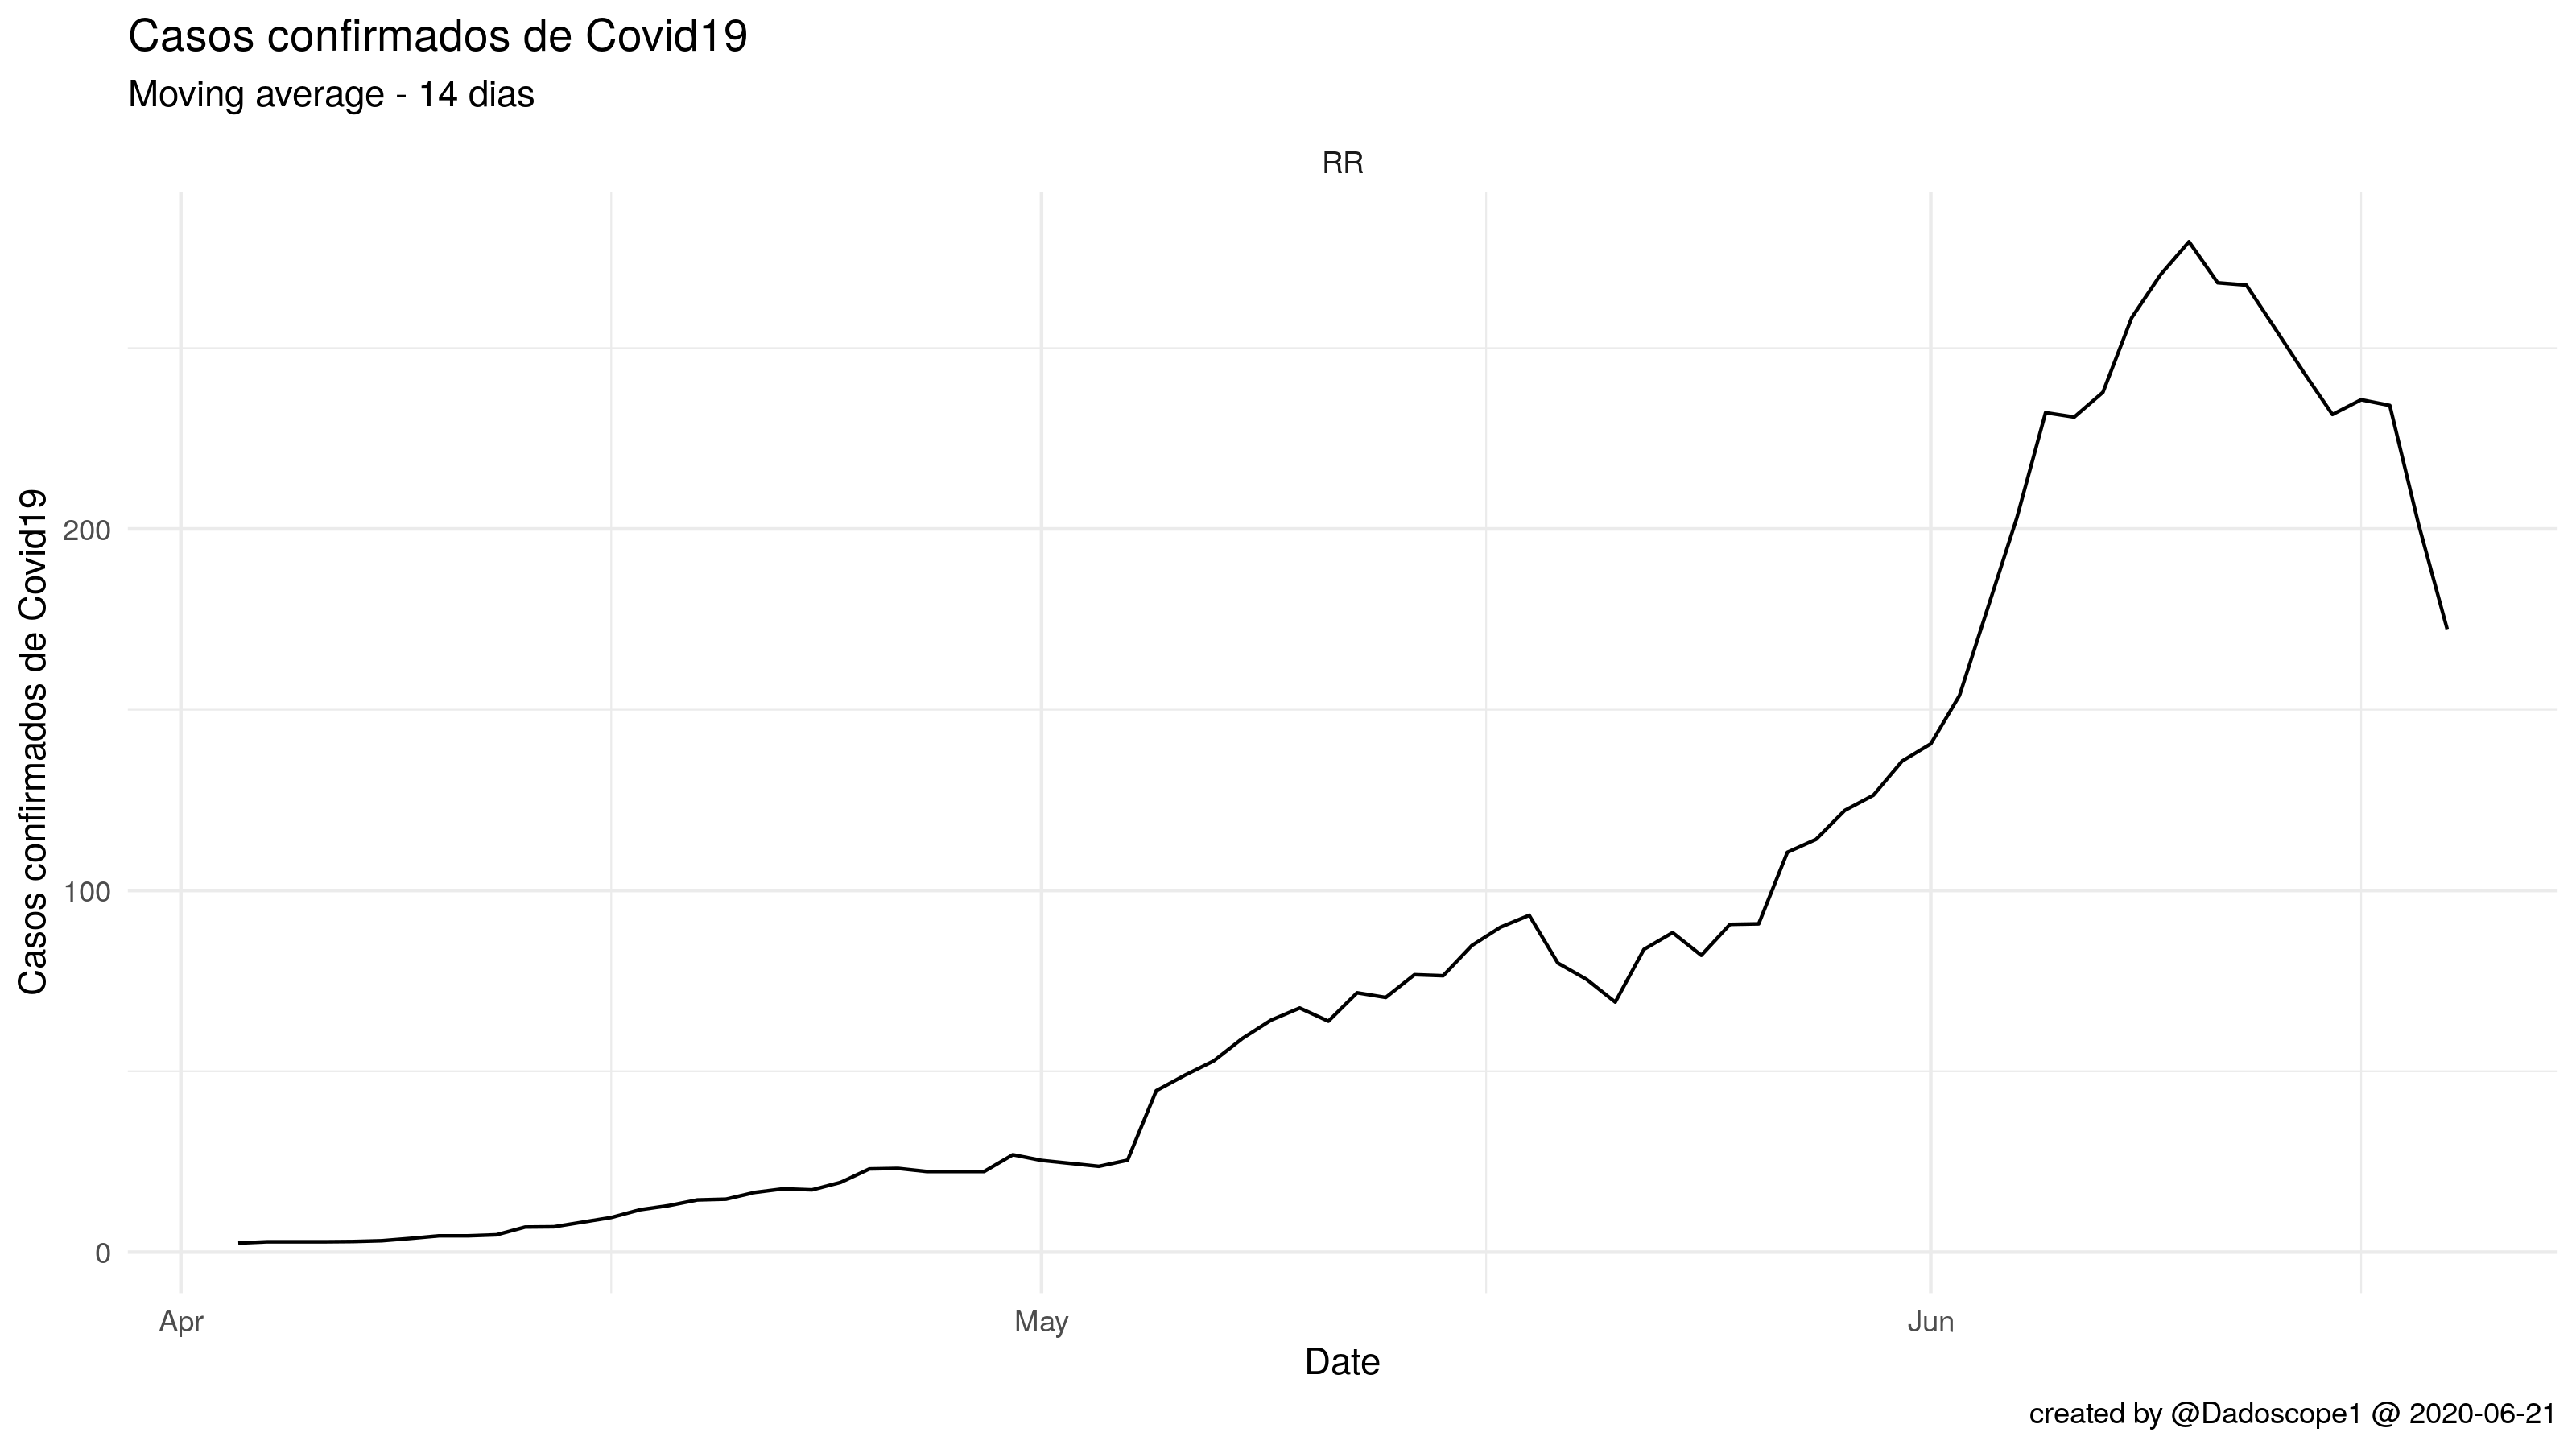 Casos confirmados de Covid19
Moving average - 14 dias
RR
Casos confirmados de Covid19
200
100
0
Apr
May
Jun
Date
created by @Dadoscope1 @ 2020-06-21